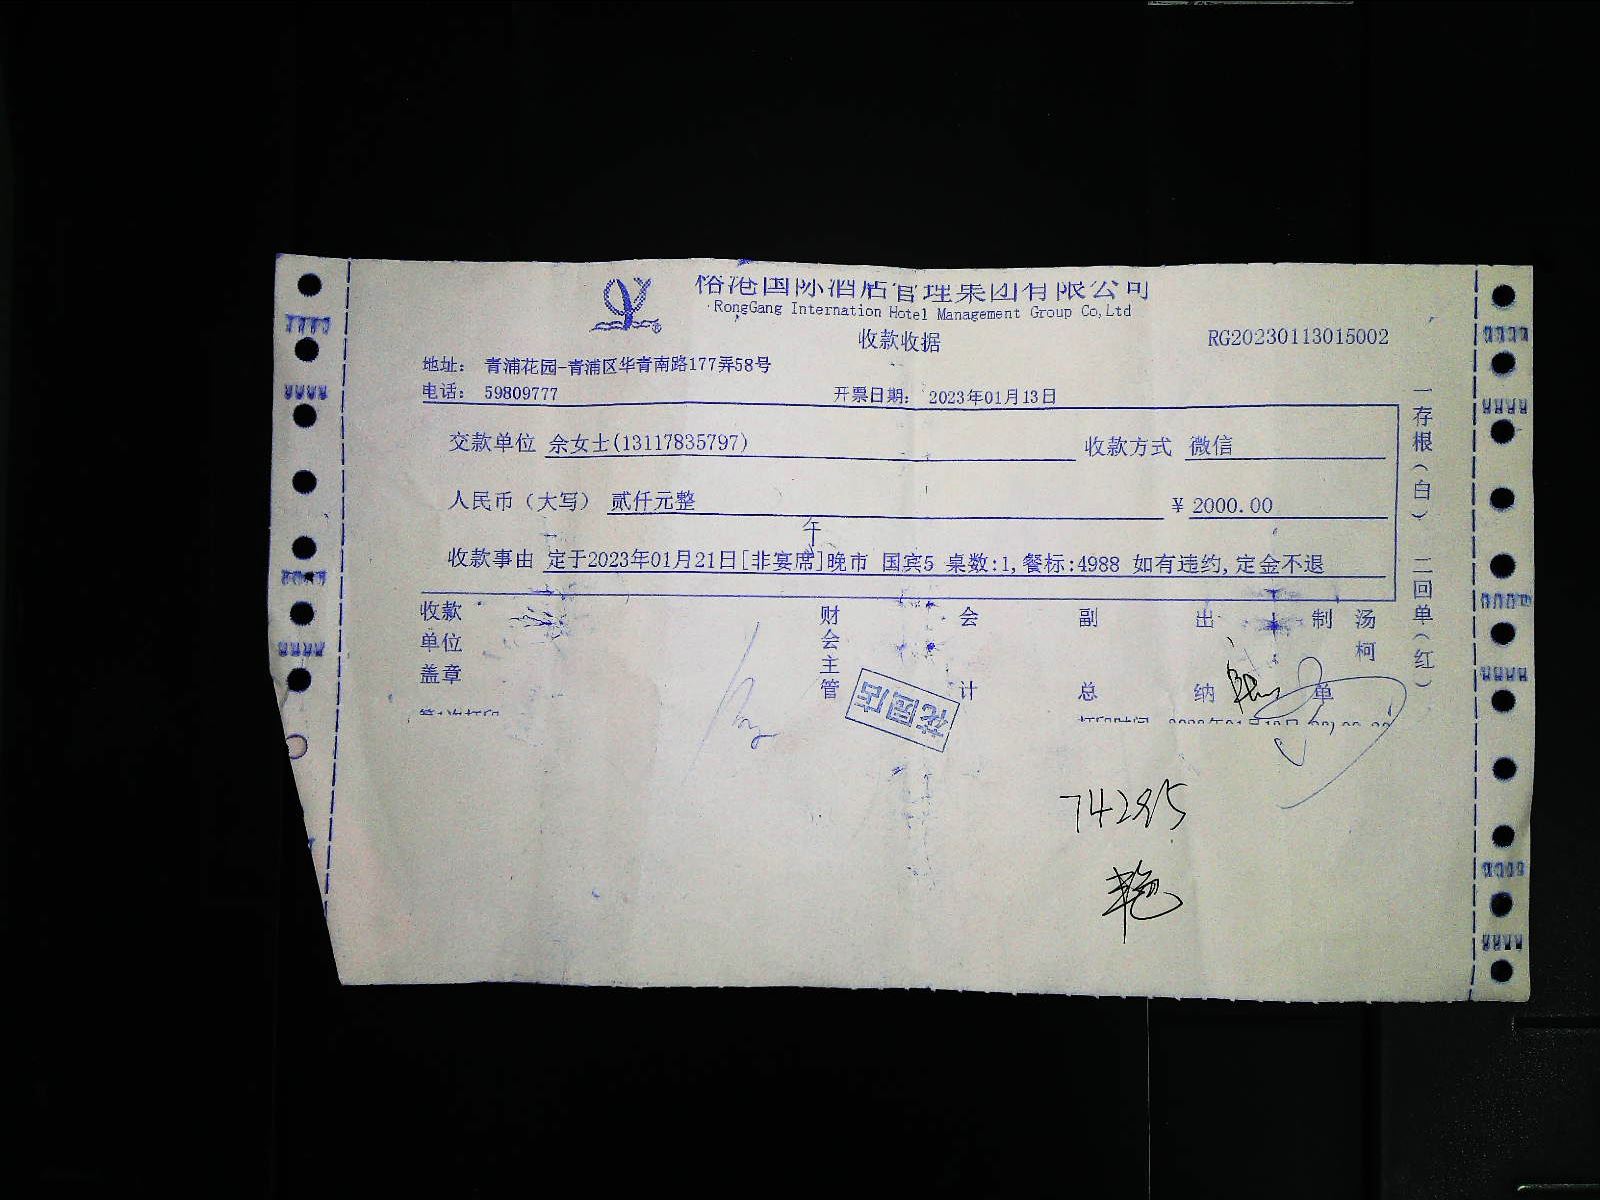 裕港国际酒店管理集团有限公司
RongGang International Hotel Management Group Co,Ltd
收款收据
RG20230113015002
地址: 青浦花园-青浦区华青南路177弄58号
电话: 59809777 开票日期: 2023年01月13日
交款单位 佘女士(13117835797) 收款方式 微信
人民币（大写） 贰仟元整 ¥ 2000.00
午
收款事由 定于2023年01月21日[非宴席]晚市 国宾5 桌数:1,餐标:4988 如有违约,定金不退
收款单位盖章 财会主管 会计 副总 出纳 制单 汤柯
一存根（白） 二回单（红）
花园店
74285
艳